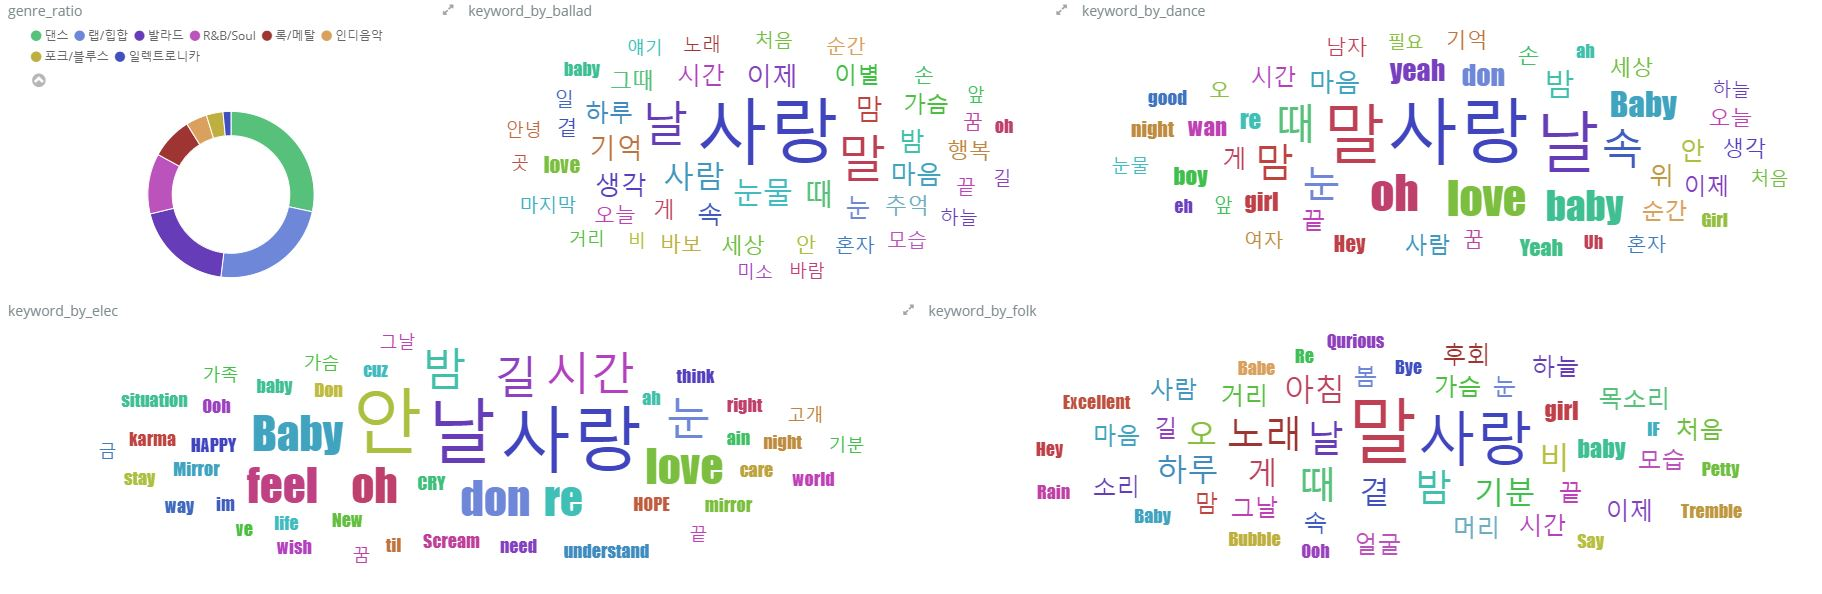 genre_ratio
댄스 랩/힙합 발라드 R&B/Soul 록/메탈 인디음악
포크/블루스 일렉트로니카
keyword_by_ballad
얘기 노래 처음 순간
baby 그때 시간 이제 이별 손
일 하루 날 사랑 맘 가슴 앞
안녕 곁 기억 말 밤 꿈 oh
곳 love 생각 사람 눈물 때 마음 행복
마지막 오늘 게 속 눈 추억 끝 길
거리 비 바보 세상 안 혼자 모습 하늘
미소 바람
keyword_by_dance
남자 필요 기억 손 ah
시간 마음 yeah don 밤 세상
good 오 Baby 하늘
night wan re 때 말 사랑 날 속 오늘
눈물 게 맘 안 생각
boy 눈 위 이제 처음
eh 앞 girl 끝 oh love baby 순간 Girl
여자 Hey 사람 꿈 Yeah Uh 혼자
keyword_by_elec
그날
가족 가슴 cuz 밤 길 시간 think
situation Ooh baby Don ah right
금 karma HAPPY Baby 안 날 사랑 눈 고개
ain night 기분
stay Mirror feel oh CRY love care world
way im don re HOPE mirror
ve life New
wish 꿈 til Scream need understand 끝
keyword_by_folk
Qurious
Babe Re 봄 Bye 후회 하늘
사람 거리 아침 가슴 눈 목소리
Excellent girl
Hey 마음 길 오 노래 날 말 사랑 IF 처음
하루 게 비 baby 모습 Petty
Rain 소리 때 곁 밤 기분 끝
Baby 맘 그날 속 머리 시간 이제 Tremble
Bubble Ooh 얼굴 Say